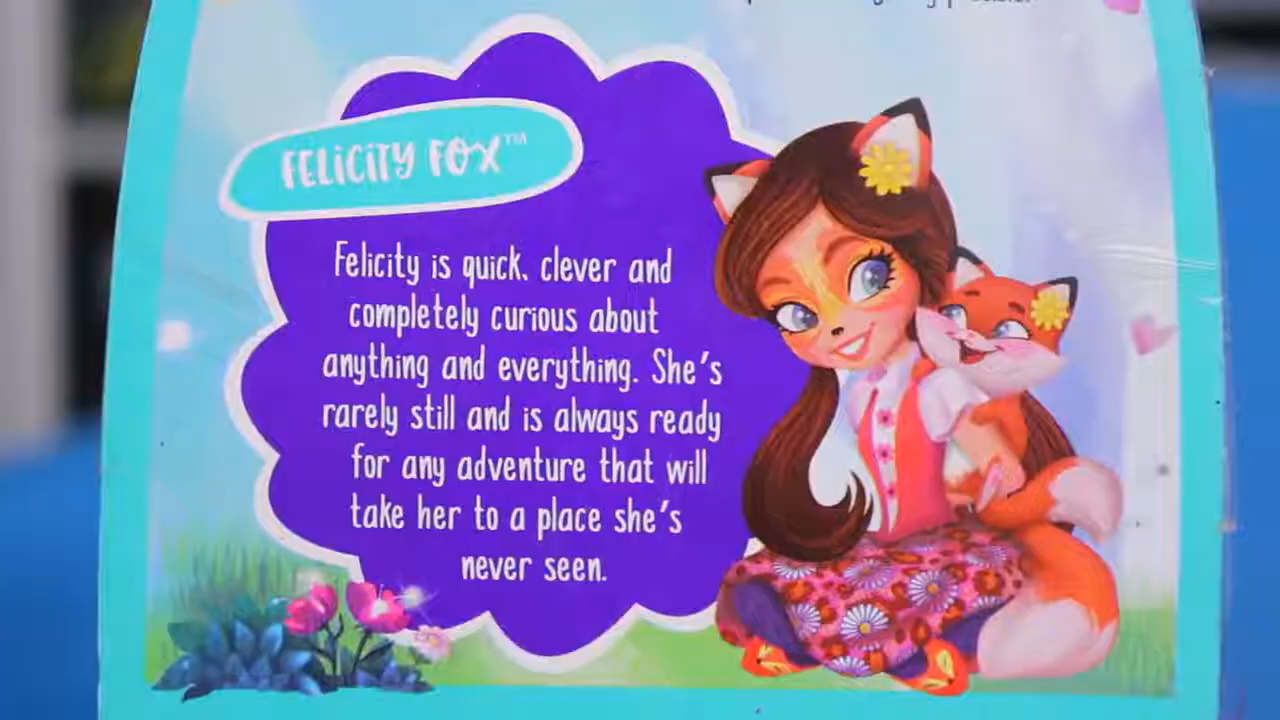 FELICITY FOX™
Felicity is quick, clever and
completely curious about
anything and everything. She's
rarely still and is always ready
for any adventure that will
take her to a place she's
never seen.